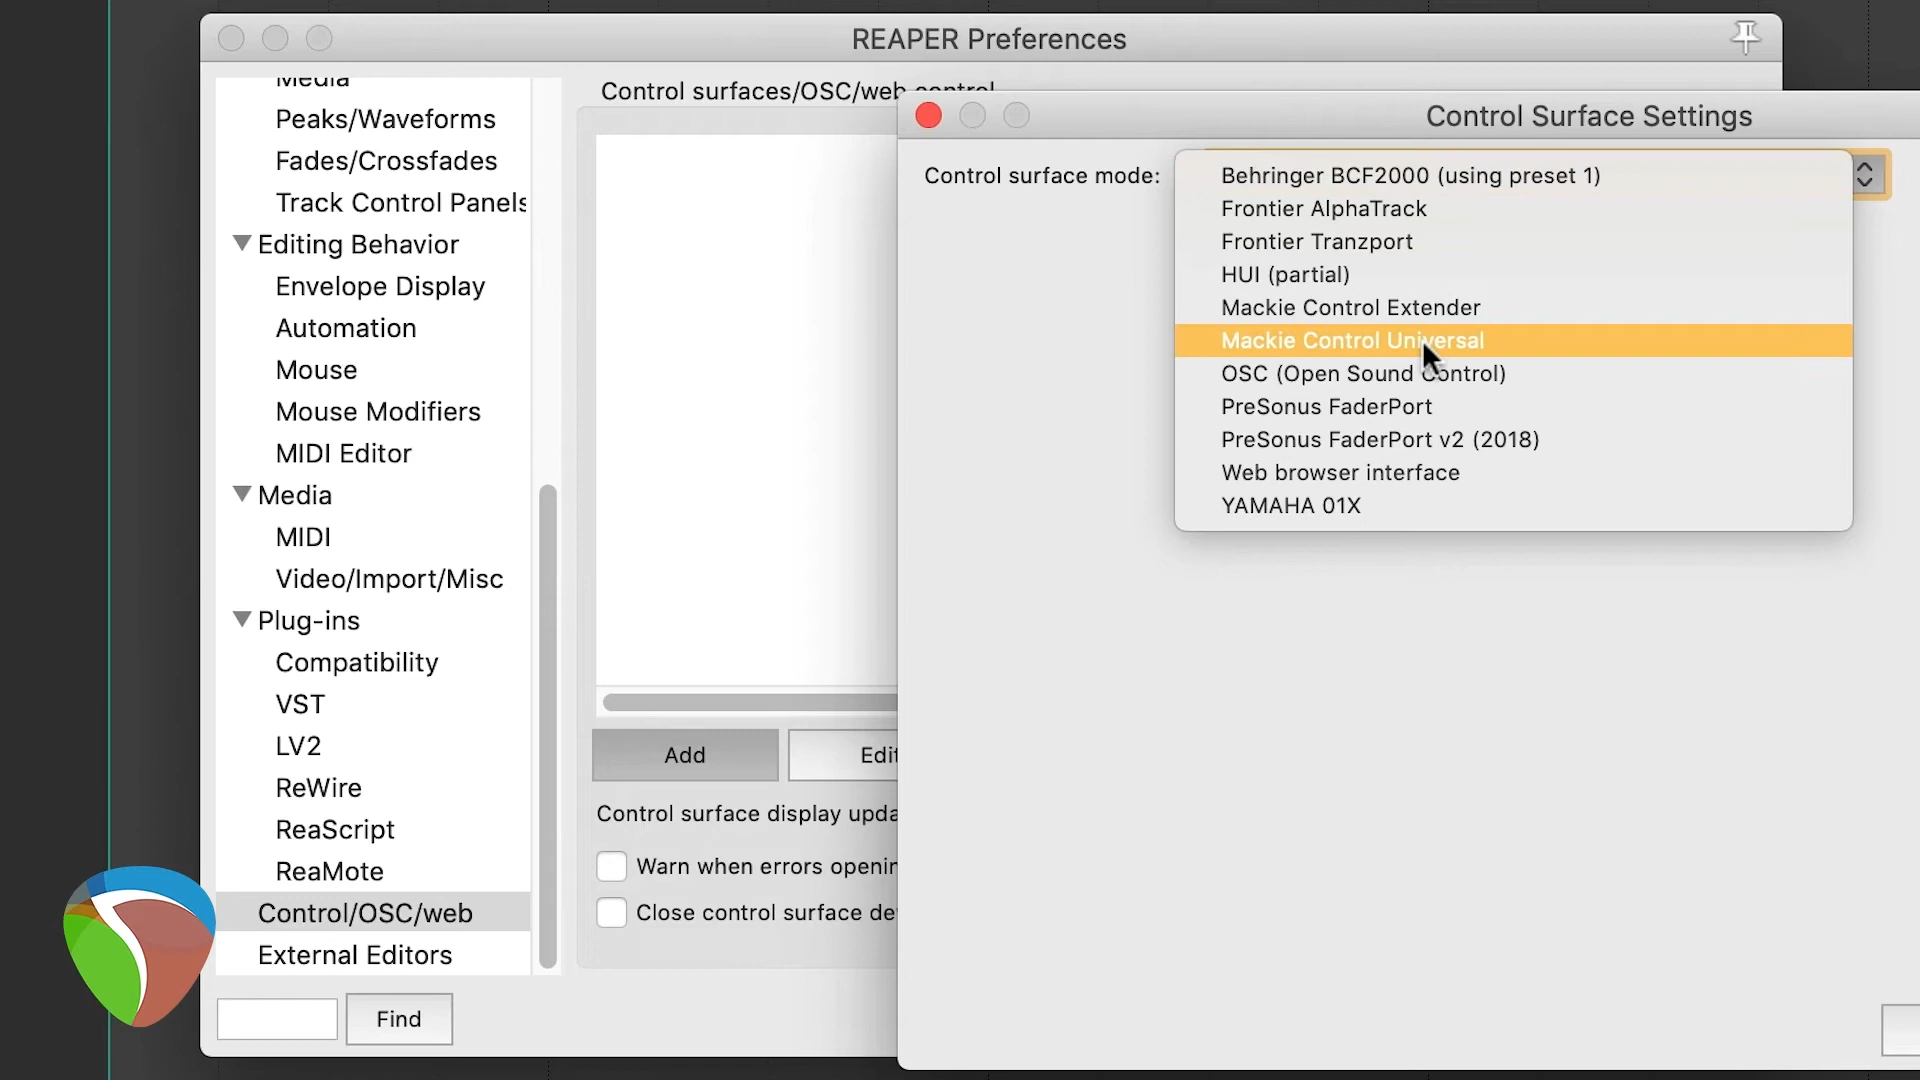 REAPER Preferences
Media
Peaks/Waveforms
Fades/Crossfades
Track Control Panels
Editing Behavior
Envelope Display
Automation
Mouse
Mouse Modifiers
MIDI Editor
Media
MIDI
Video/Import/Misc
Plug-ins
Compatibility
VST
LV2
ReWire
ReaScript
ReaMote
Control/OSC/web
External Editors
Find
Control surfaces/OSC/web control
Add
Edit
Control surface display upda
Warn when errors openin
Close control surface de
Control Surface Settings
Control surface mode:
Behringer BCF2000 (using preset 1)
Frontier AlphaTrack
Frontier Tranzport
HUI (partial)
Mackie Control Extender
Mackie Control Universal
OSC (Open Sound Control)
PreSonus FaderPort
PreSonus FaderPort v2 (2018)
Web browser interface
YAMAHA 01X